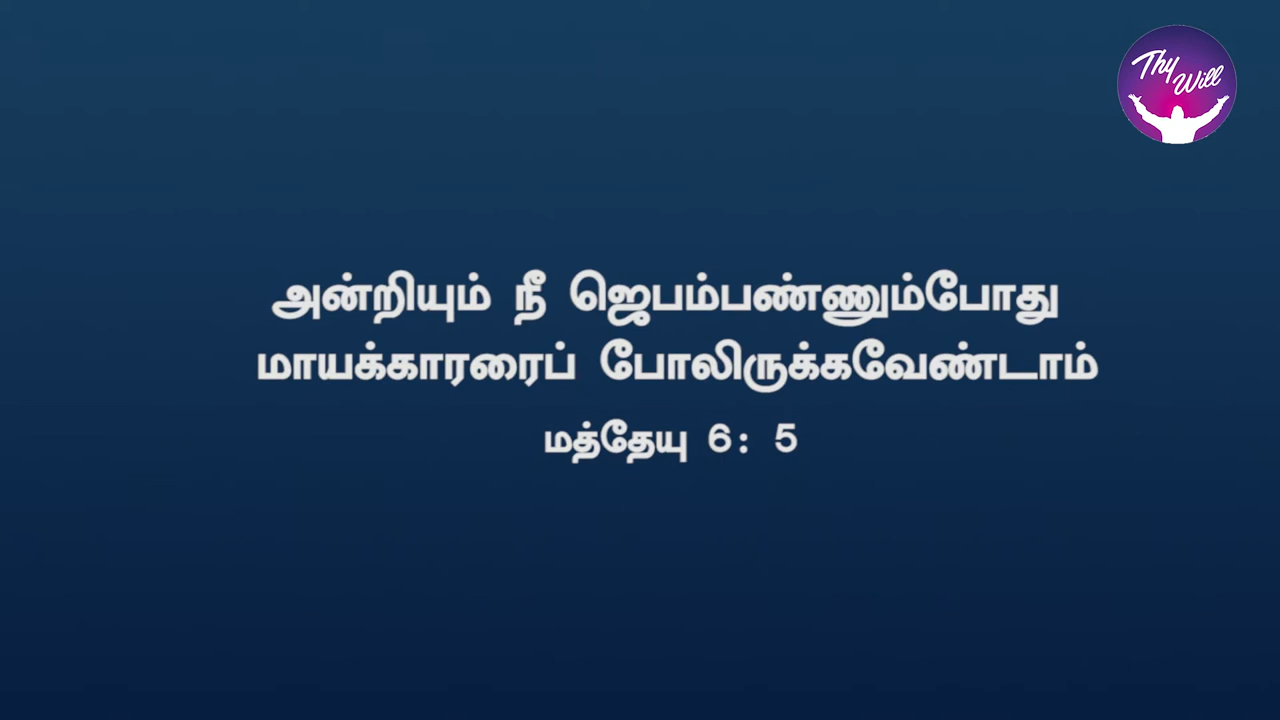 Thy Will
அன்றியும் நீ ஜெபம்பண்ணும்போது
மாயக்காரரைப் போலிருக்கவேண்டாம்
மத்தேயு 6: 5